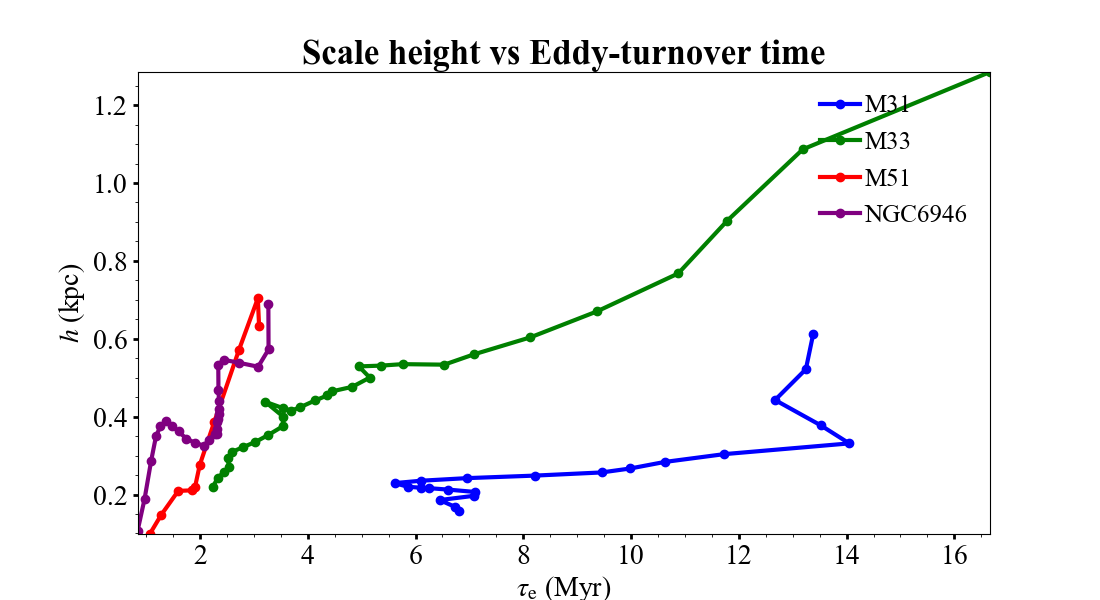 Scale height vs Eddy-turnover time
h (kpc)
1.2
1.0
0.8
0.6
0.4
0.2
M31
M33
M51
NGC6946
2 4 6 8 10 12 14 16
τe (Myr)